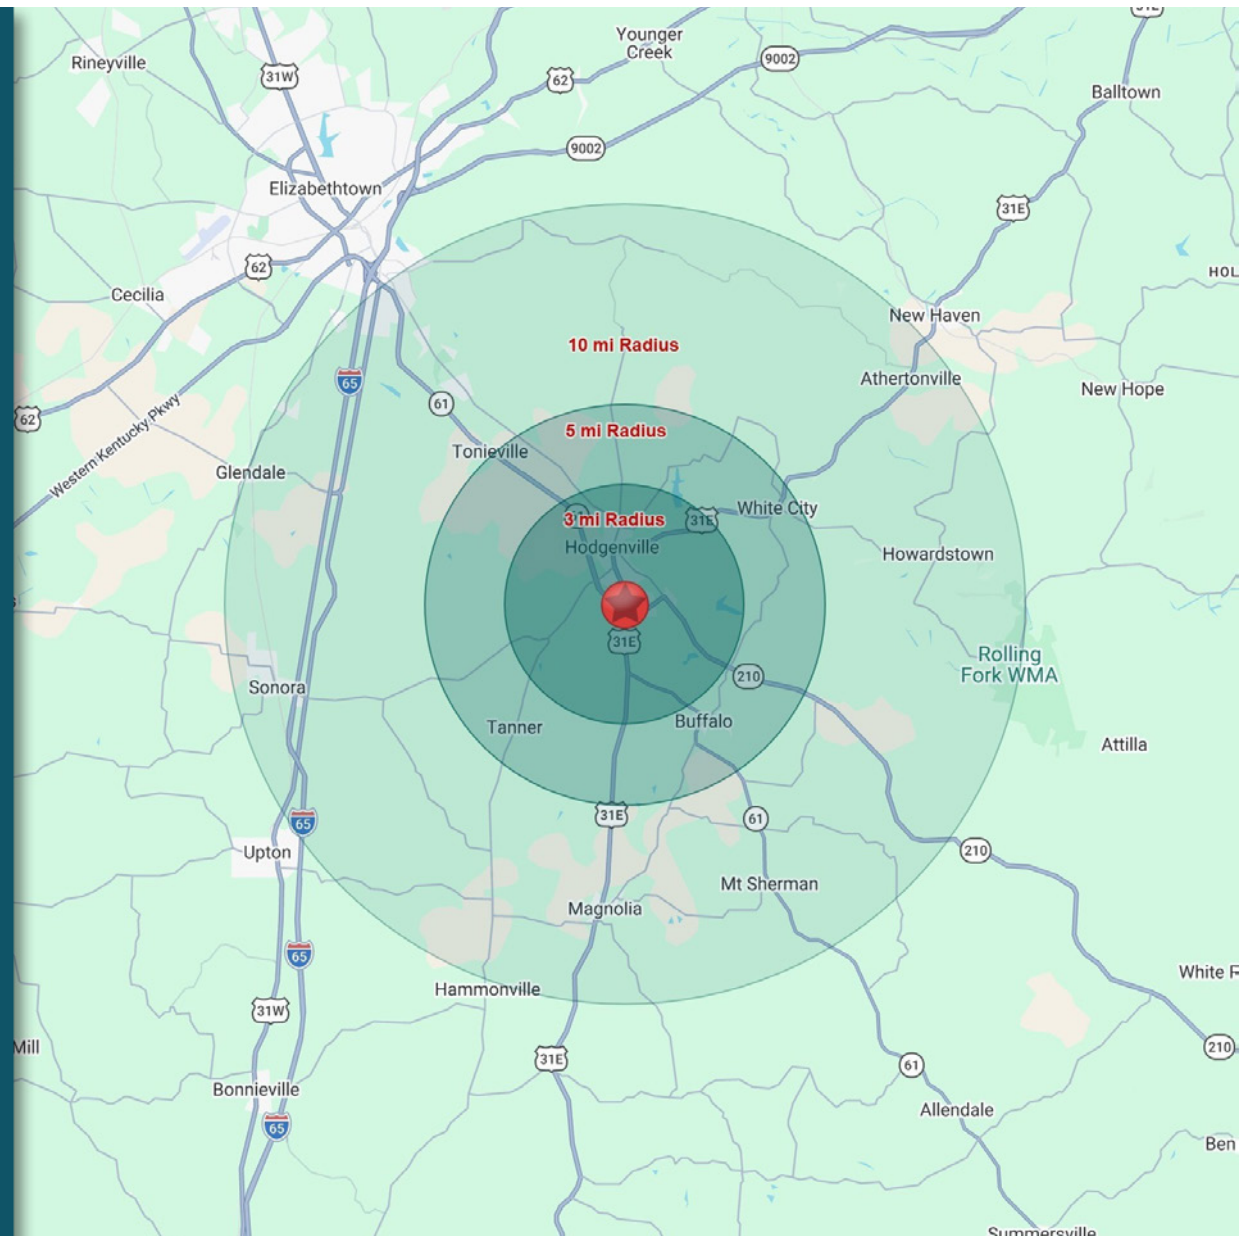 31E
Younger
Creek
Rineyville
9002
31W
62
Balltown
9002
Elizabethtown
31E
62
HOL
Cecilia
New Haven
10 mi Radius
Athertonville
65
New Hope
61
62
Western Kentucky Pkwy
5 mi Radius
Tonieville
Glendale
White City
3 mi Radius
31E
Hodgenville
Howardstown
31E
Rolling
Fork WMA
210
Sonora
Buffalo
Tanner
Attilla
31E
61
65
Upton
210
Mt Sherman
Magnolia
65
White F
Hammonville
31W
Mill
210
31E
61
Bonnieville
Allendale
65
Ben
Summersville